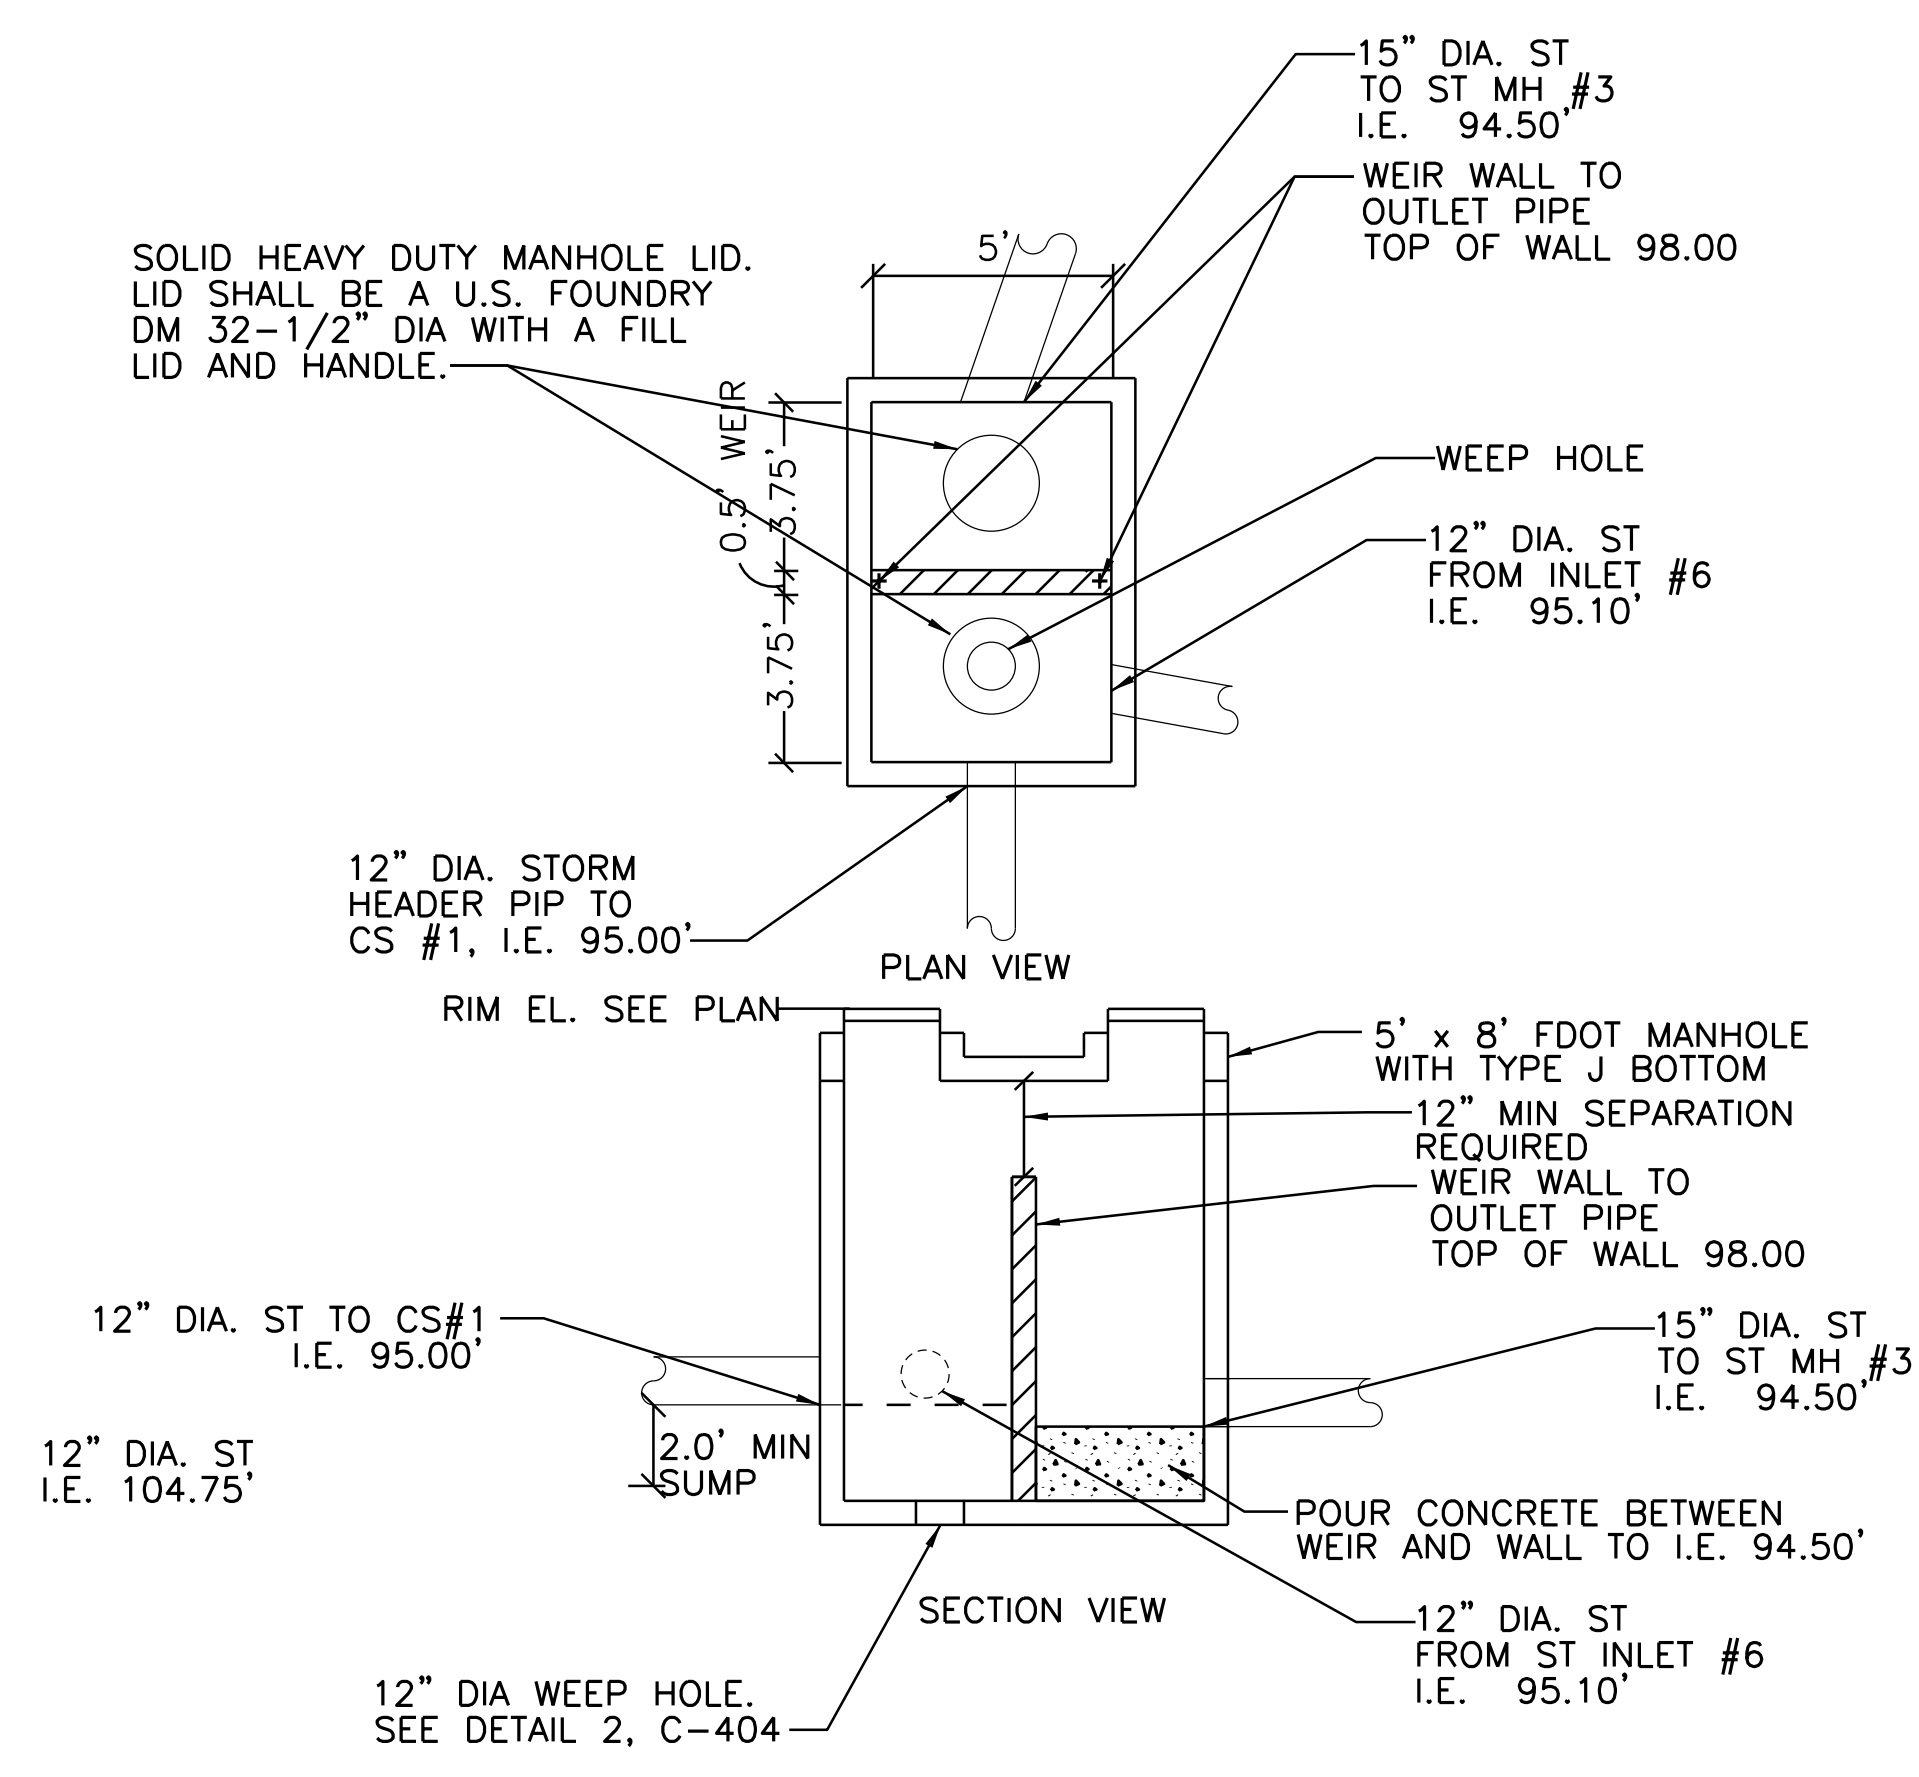 15" DIA. ST
TO ST MH #3
I.E. 94.50'
WEIR WALL TO
OUTLET PIPE
TOP OF WALL 98.00
5'
SOLID HEAVY DUTY MANHOLE LID.
LID SHALL BE A U.S. FOUNDRY
DM 32-1/2" DIA WITH A FILL
LID AND HANDLE.
0.5' WEIR
3.75'
3.75'
WEEP HOLE
12" DIA. ST
FROM INLET #6
I.E. 95.10'
12" DIA. STORM
HEADER PIP TO
CS #1, I.E. 95.00'
PLAN VIEW
RIM EL. SEE PLAN
5' x 8' FDOT MANHOLE
WITH TYPE J BOTTOM
12" MIN SEPARATION
REQUIRED
WEIR WALL TO
OUTLET PIPE
TOP OF WALL 98.00
12" DIA. ST TO CS#1
I.E. 95.00'
15" DIA. ST
TO ST MH #3
I.E. 94.50'
2.0' MIN
SUMP
12" DIA. ST
I.E. 104.75'
POUR CONCRETE BETWEEN
WEIR AND WALL TO I.E. 94.50'
SECTION VIEW
12" DIA. ST
FROM ST INLET #6
I.E. 95.10'
12" DIA WEEP HOLE.
SEE DETAIL 2, C-404